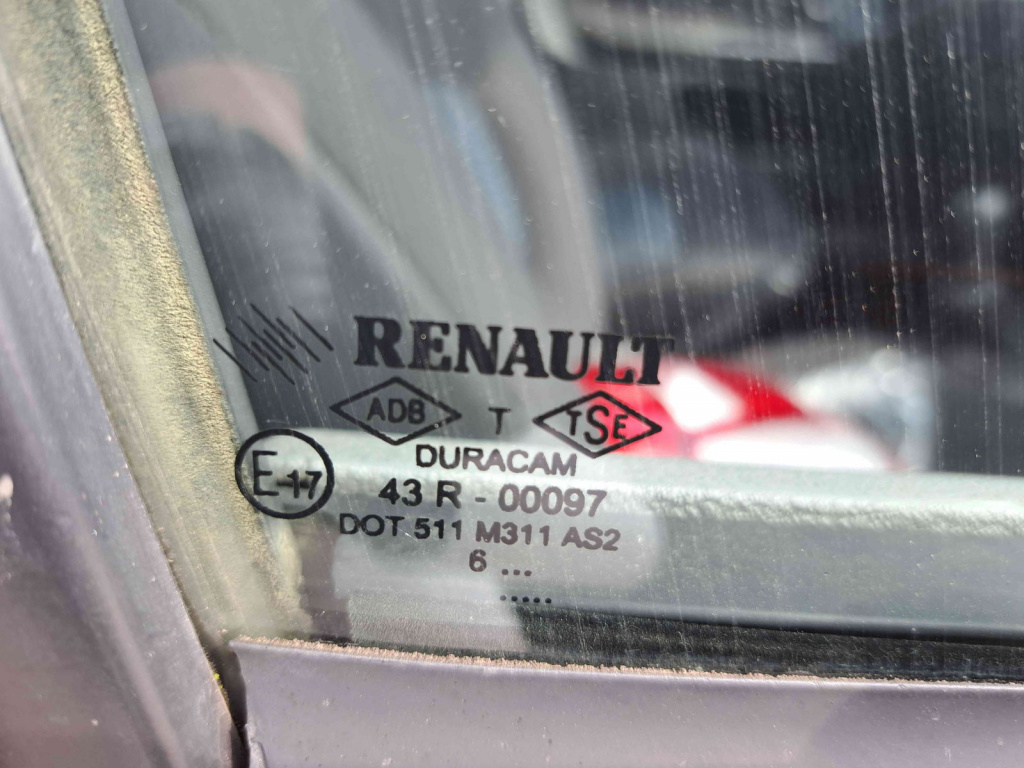 RENAULT
ADB T TSE
DURACAM
E-17
43 R - 00097
DOT 511 M311 AS2
6 ...
.....